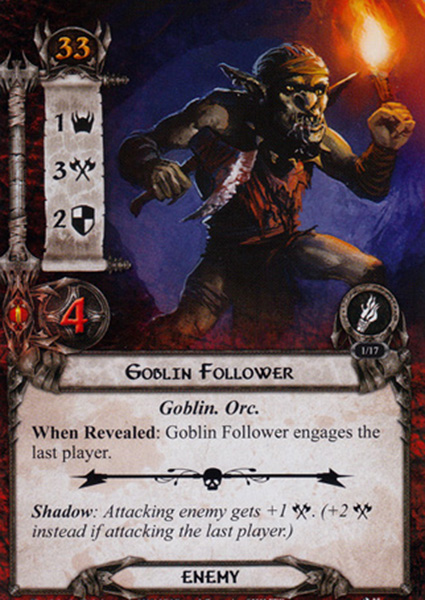 33
1
3
2
4
1/17
Goblin Follower
Goblin. Orc.
When Revealed: Goblin Follower engages the
last player.
Shadow: Attacking enemy gets +1. (+2
instead if attacking the last player.)
ENEMY